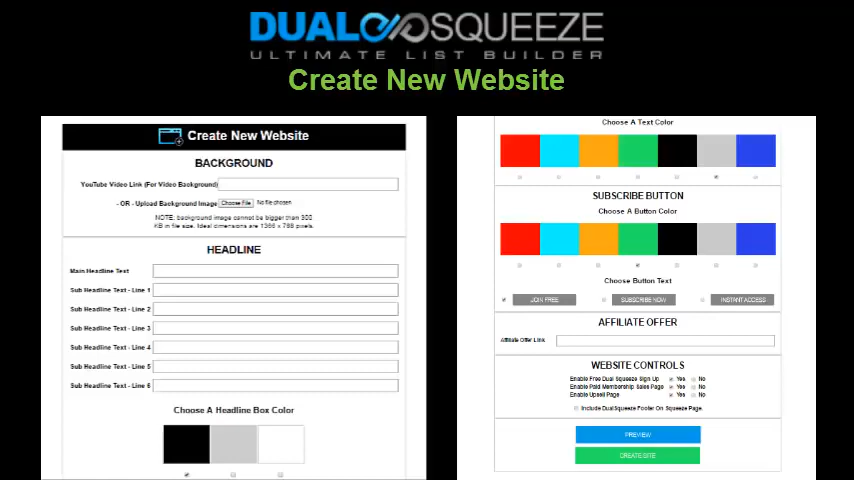 DUAL SQUEEZE
ULTIMATE LIST BUILDER
Create New Website
Create New Website
BACKGROUND
YouTube Video Link (For Video Background)
- OR - Upload Background Image Choose File No file chosen
NOTE: background image cannot be bigger than 300
KB in file size. Ideal dimensions are 1366 x 768 pixels.
HEADLINE
Main Headline Text
Sub Headline Text - Line 1
Sub Headline Text - Line 2
Sub Headline Text - Line 3
Sub Headline Text - Line 4
Sub Headline Text - Line 5
Sub Headline Text - Line 6
Choose A Headline Box Color
Choose A Text Color
SUBSCRIBE BUTTON
Choose A Button Color
Choose Button Text
JOIN FREE SUBSCRIBE NOW INSTANT ACCESS
AFFILIATE OFFER
Affiliate Offer Link
WEBSITE CONTROLS
Enable Free Dual Squeeze Sign Up Yes No
Enable Paid Membership Sales Page Yes No
Enable Upsell Page Yes No
Include DualSqueeze Footer On Squeeze Page.
PREVIEW
CREATE SITE